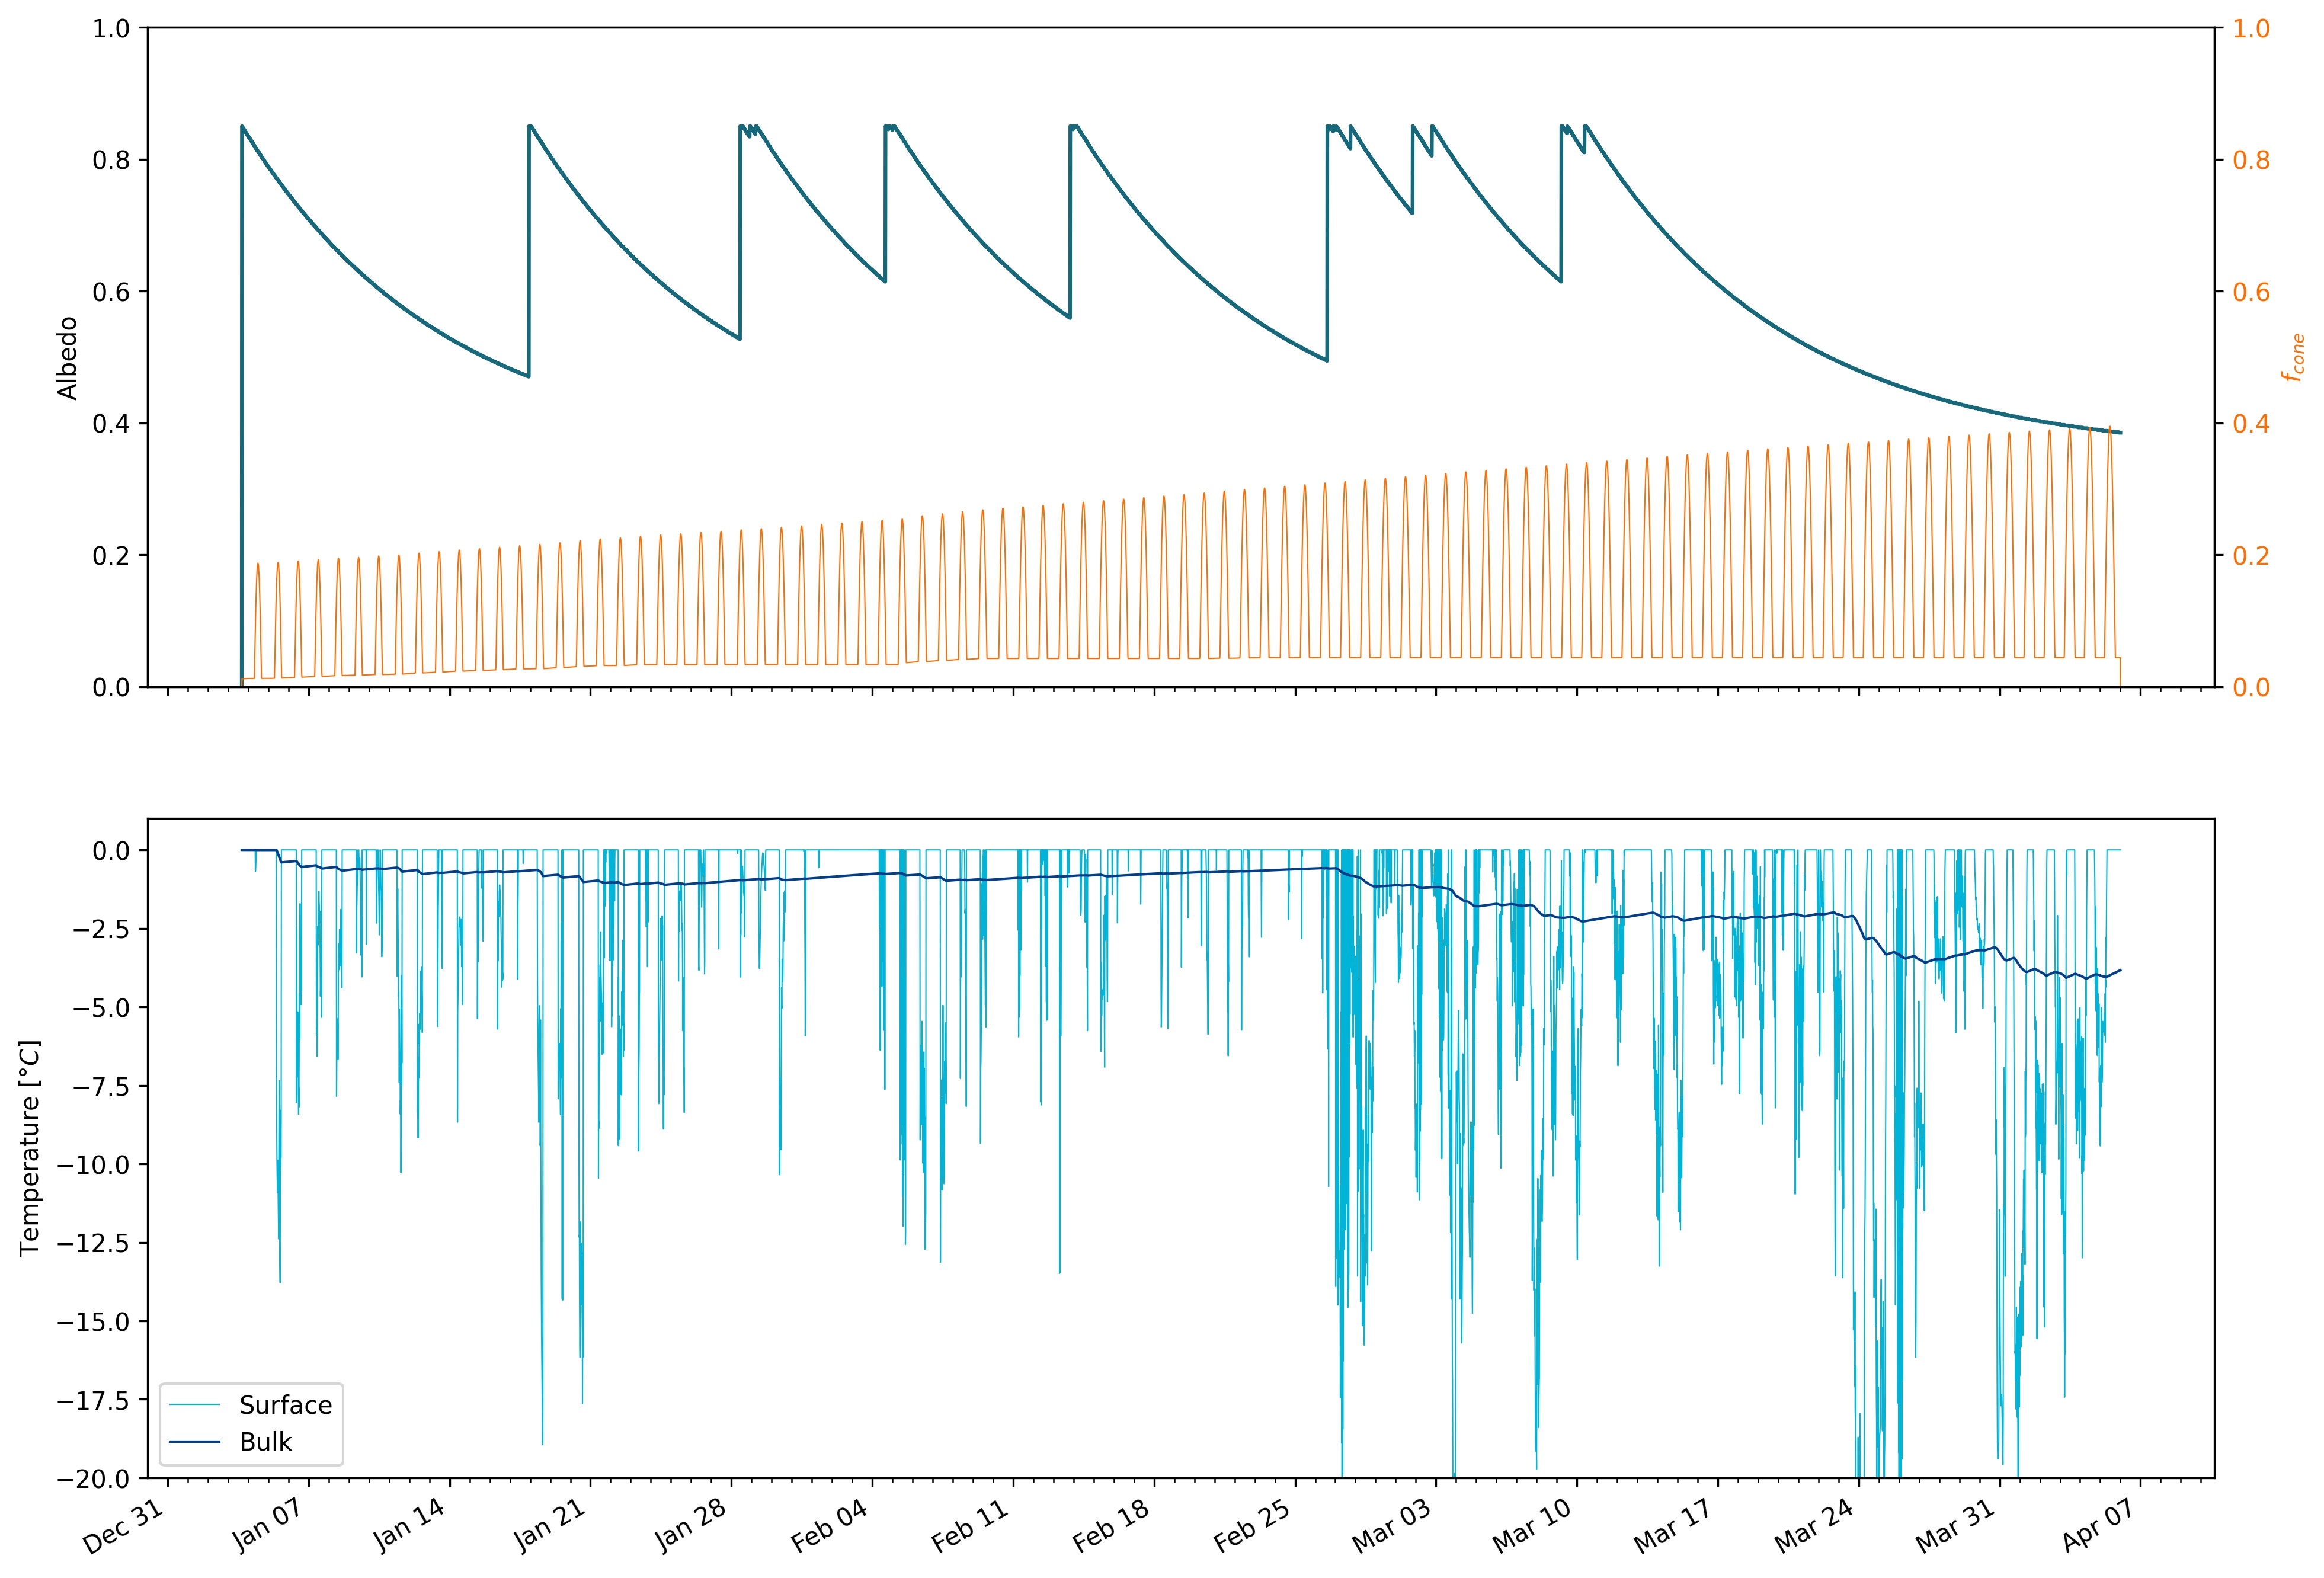 1.0
0.8
0.6
0.4
0.2
0.0
Albedo
1.0
0.8
0.6
0.4
0.2
0.0
f_cone
0.0
−2.5
−5.0
−7.5
−10.0
−12.5
−15.0
−17.5
−20.0
Temperature [°C]
Surface
Bulk
Dec 31
Jan 07
Jan 14
Jan 21
Jan 28
Feb 04
Feb 11
Feb 18
Feb 25
Mar 03
Mar 10
Mar 17
Mar 24
Mar 31
Apr 07